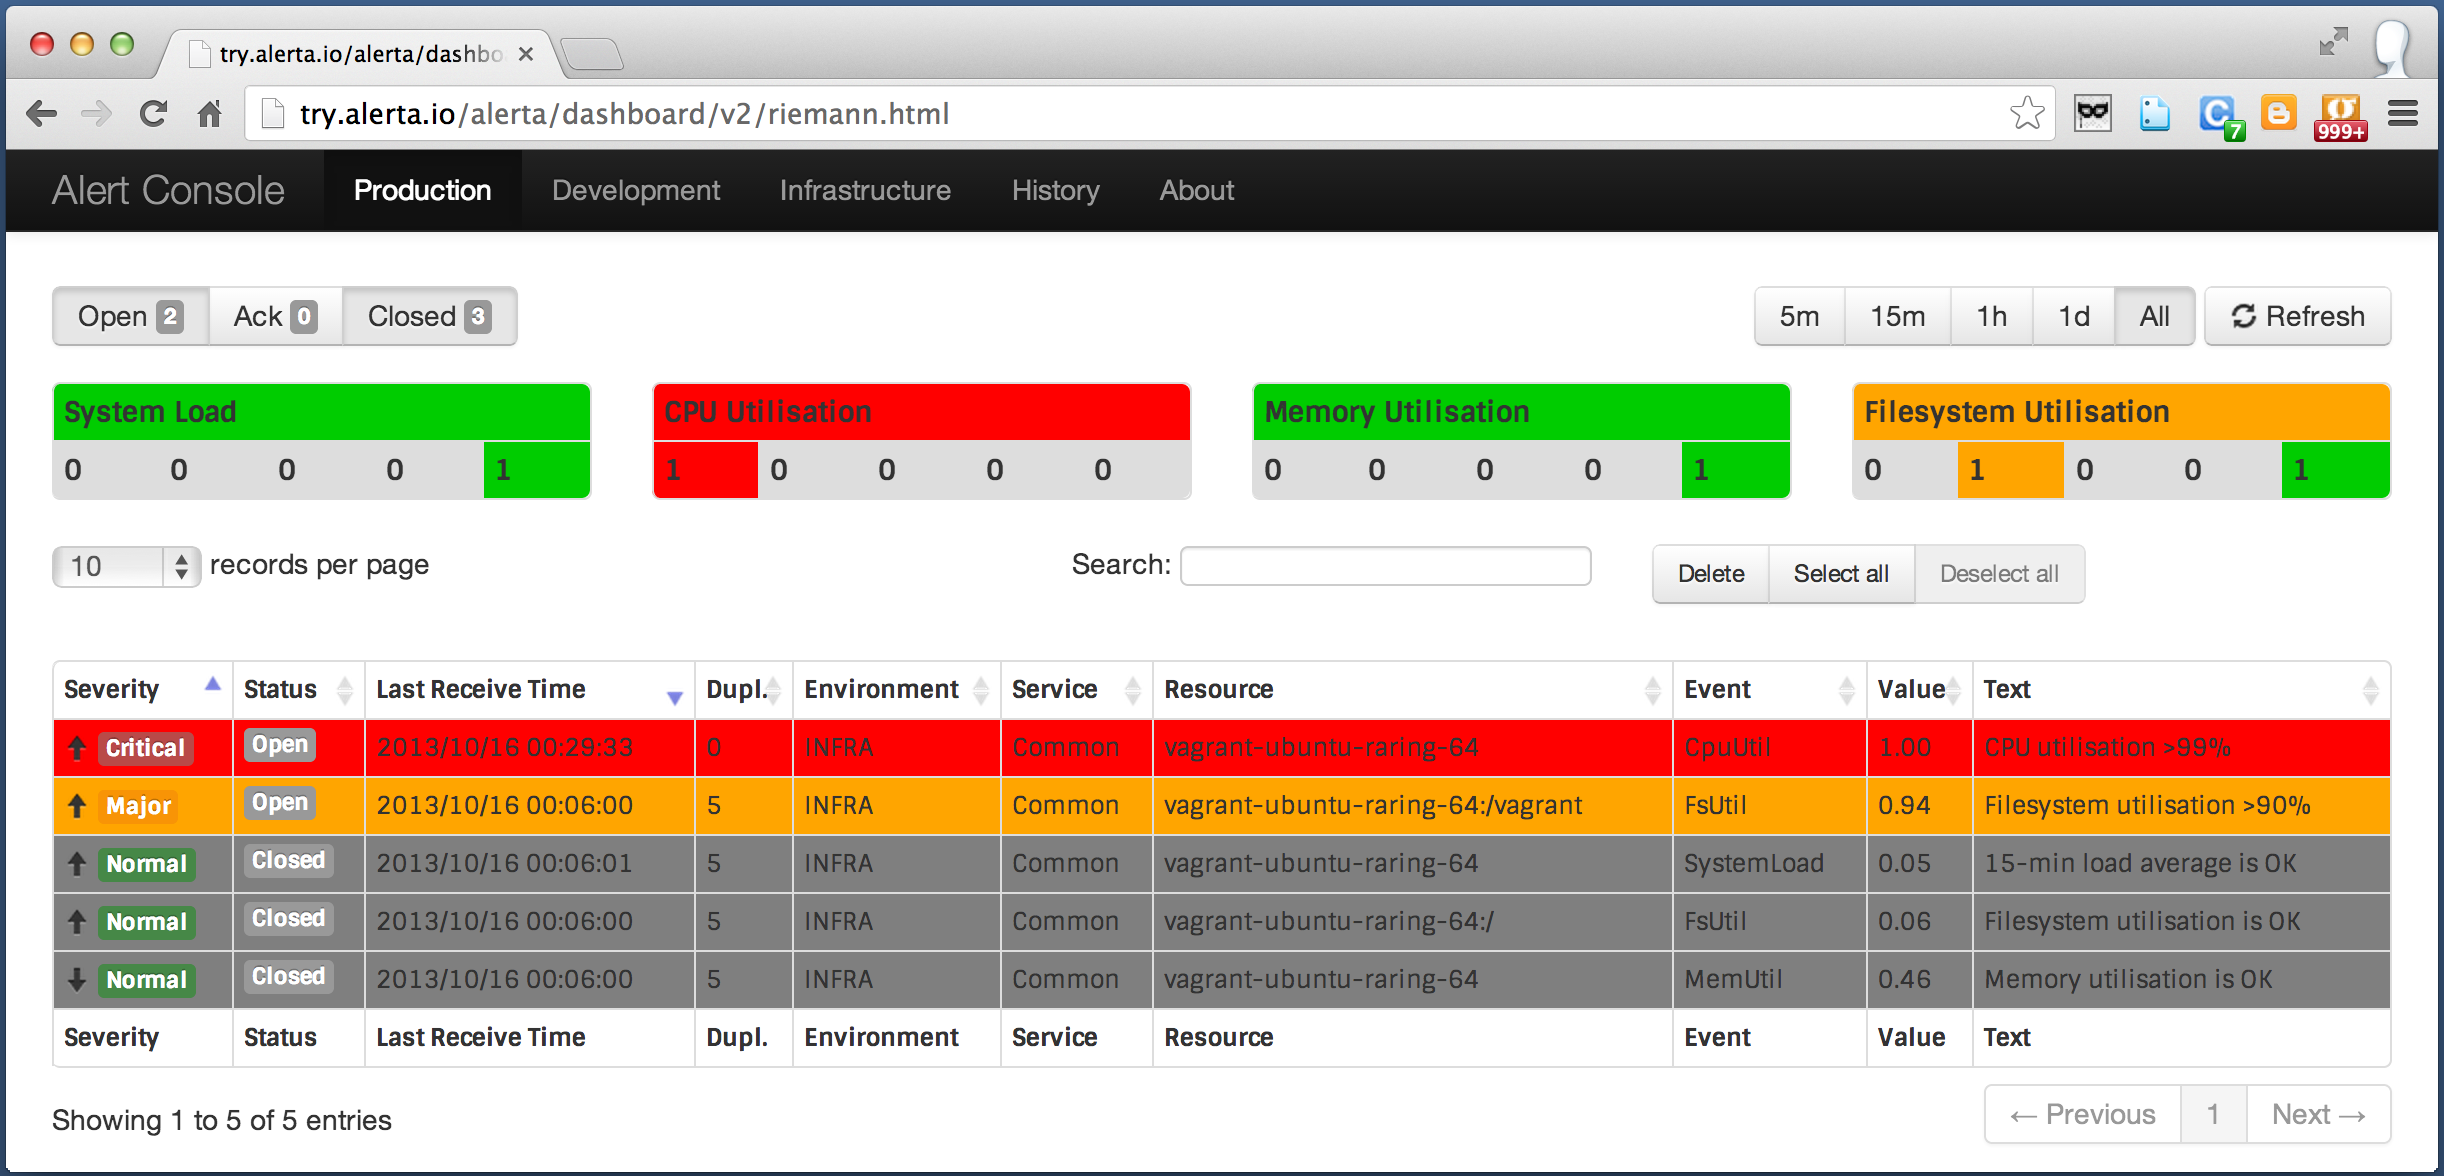 try.alerta.io/alerta/dashbo
try.alerta.io/alerta/dashboard/v2/riemann.html
7
999+
Alert Console Production Development Infrastructure History About
Open 2 Ack 0 Closed 3 5m 15m 1h 1d All Refresh
System Load CPU Utilisation Memory Utilisation Filesystem Utilisation
0 0 0 0 1 1 0 0 0 0 0 0 0 0 1 0 1 0 0 1
10 records per page Search: Delete Select all Deselect all
Severity Status Last Receive Time Dupl. Environment Service Resource Event Value Text
Critical Open 2013/10/16 00:29:33 0 INFRA Common vagrant-ubuntu-raring-64 CpuUtil 1.00 CPU utilisation >99%
Major Open 2013/10/16 00:06:00 5 INFRA Common vagrant-ubuntu-raring-64:/vagrant FsUtil 0.94 Filesystem utilisation >90%
Normal Closed 2013/10/16 00:06:01 5 INFRA Common vagrant-ubuntu-raring-64 SystemLoad 0.05 15-min load average is OK
Normal Closed 2013/10/16 00:06:00 5 INFRA Common vagrant-ubuntu-raring-64:/ FsUtil 0.06 Filesystem utilisation is OK
Normal Closed 2013/10/16 00:06:00 5 INFRA Common vagrant-ubuntu-raring-64 MemUtil 0.46 Memory utilisation is OK
Severity Status Last Receive Time Dupl. Environment Service Resource Event Value Text
Showing 1 to 5 of 5 entries ← Previous 1 Next →